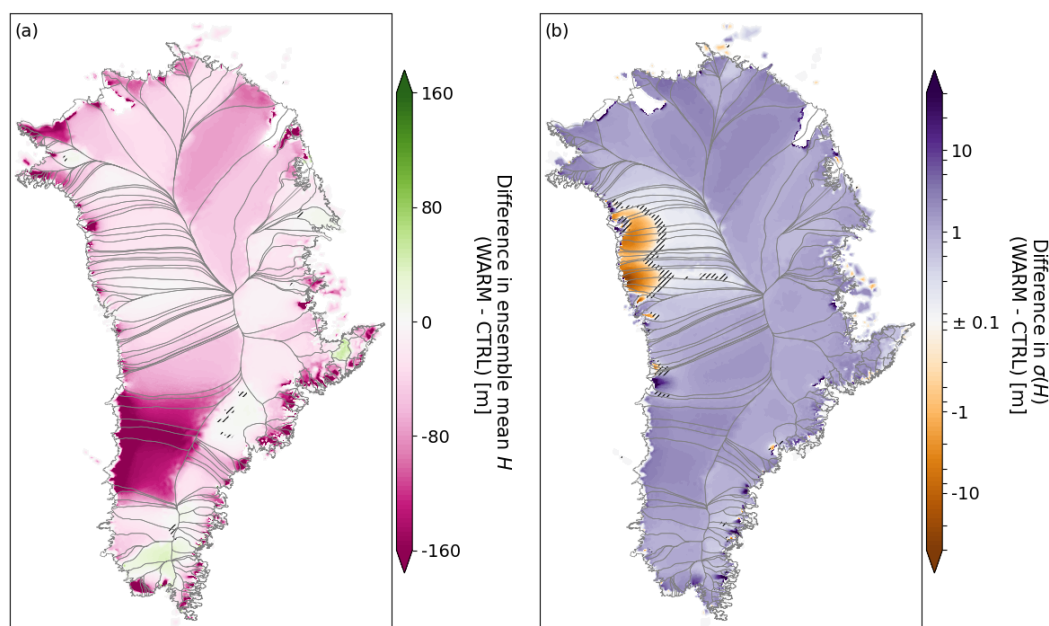 (a)
160
80
0
-80
-160
Difference in ensemble mean H
(WARM - CTRL) [m]
(b)
10
1
± 0.1
-1
-10
Difference in σ(H)
(WARM - CTRL) [m]